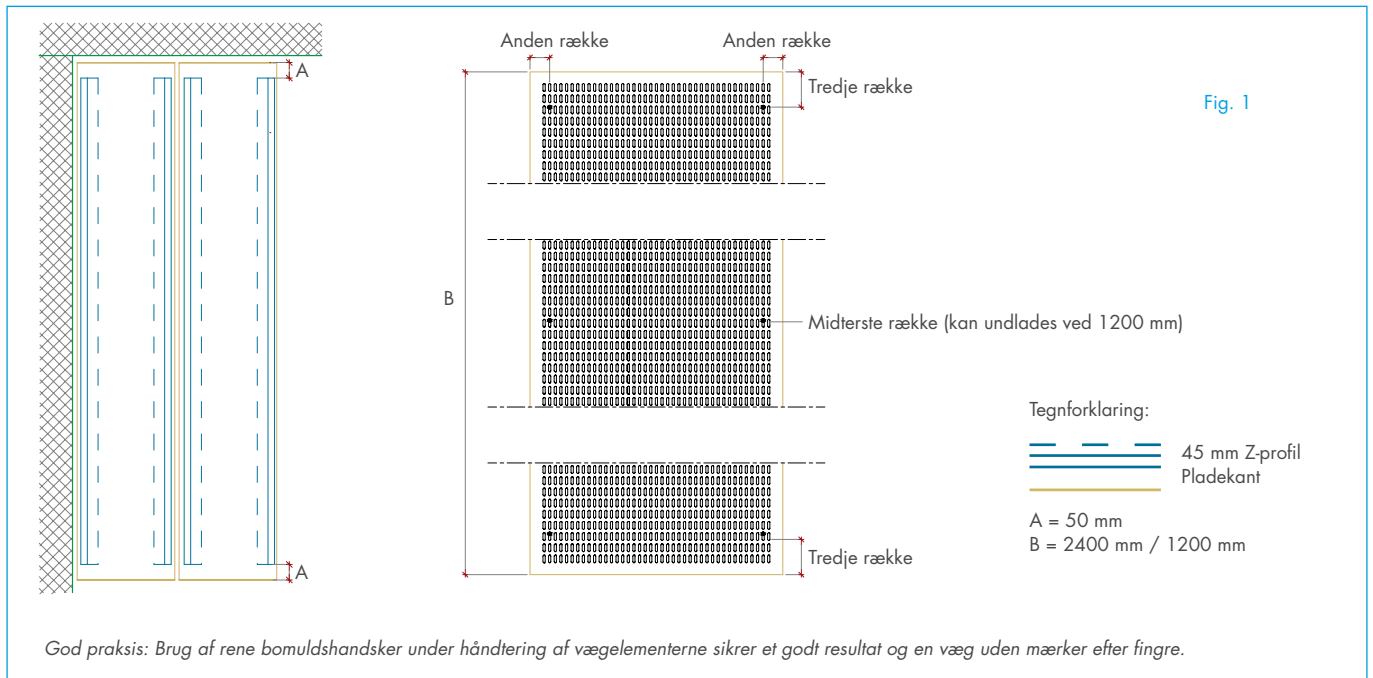 Anden række
Anden række
A
Tredje række
Fig. 1
B
Midterste række (kan undlades ved 1200 mm)
Tegnforklaring:
45 mm Z-profil
Pladekant
A = 50 mm
B = 2400 mm / 1200 mm
Tredje række
A
God praksis: Brug af rene bomuldshandsker under håndtering af vægelementerne sikrer et godt resultat og en væg uden mærker efter fingre.